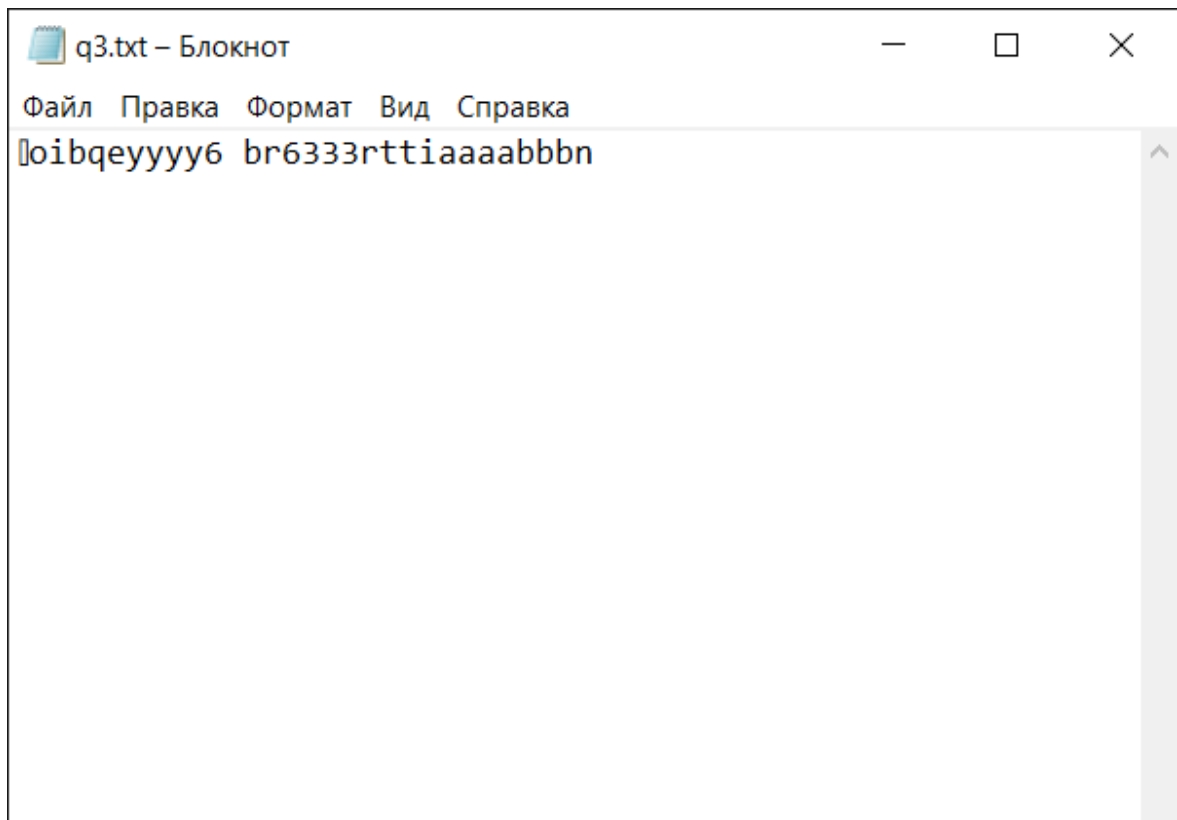 q3.txt – Блокнот
Файл Правка Формат Вид Справка
▯oibqeyyyy6 br6333rttiaaaabbbn